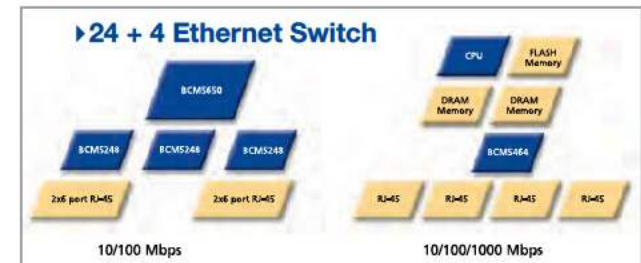 24 + 4 Ethernet Switch
BCM5650
BCM5248 BCM5248 BCM5248
2x6 port RJ-45 2x6 port RJ-45
10/100 Mbps
CPU FLASH Memory
DRAM Memory DRAM Memory
BCM5464
RJ-45 RJ-45 RJ-45 RJ-45
10/100/1000 Mbps